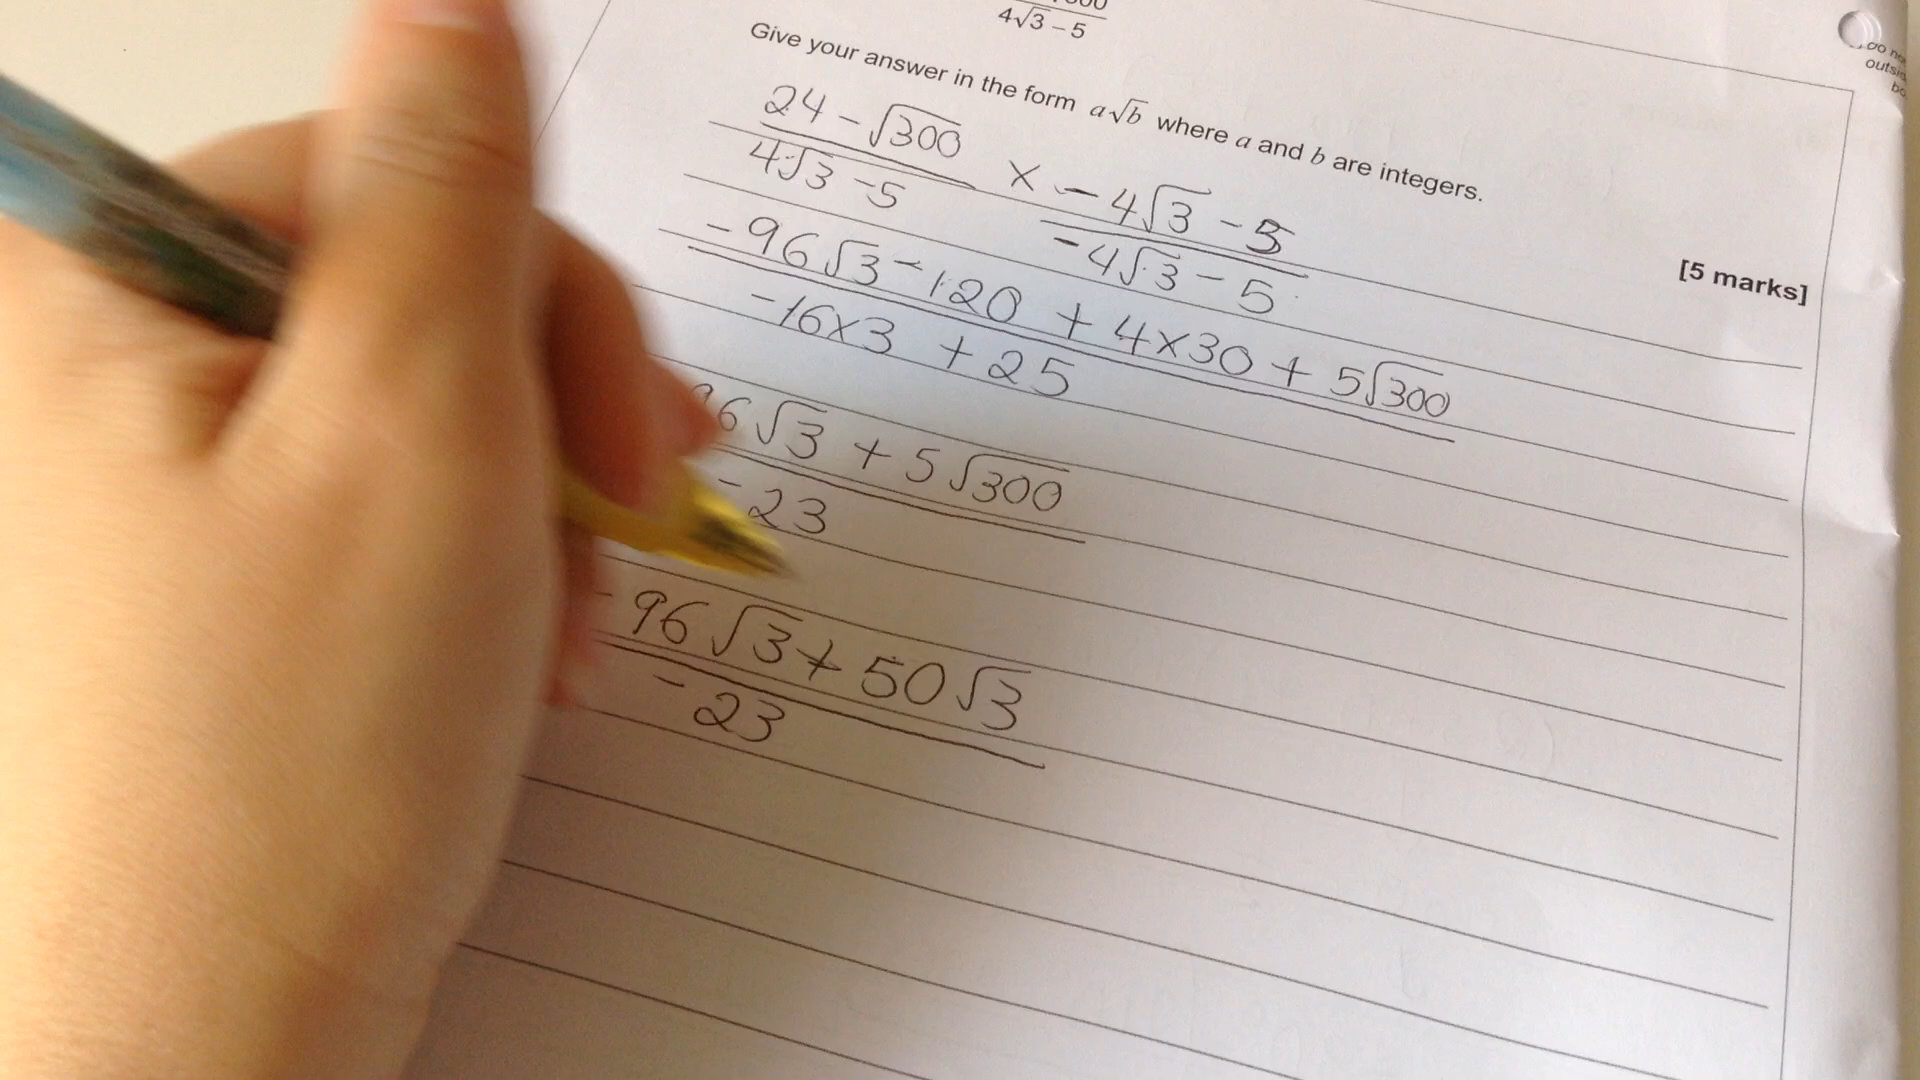 4√3 – 5
Give your answer in the form a√b where a and b are integers.
[5 marks]
24 - √300
4√3 - 5
× -4√3 - 5
-4√3 - 5
-96√3 - 120 + 4×30 + 5√300
-16×3 + 25
6√3 + 5√300
-23
-96√3 + 50√3
-23